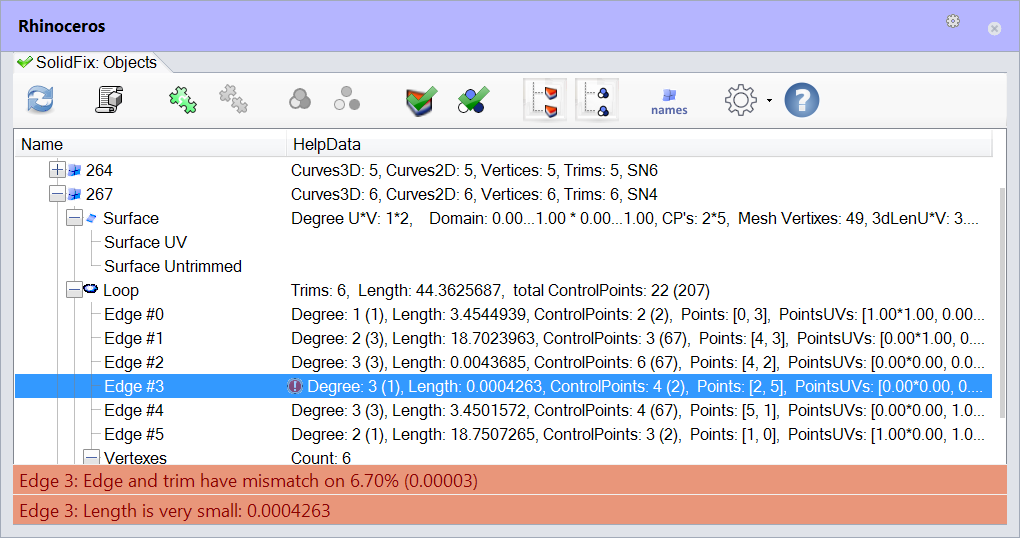 Rhinoceros
SolidFix: Objects
names
?
Name HelpData
264 Curves3D: 5, Curves2D: 5, Vertices: 5, Trims: 5, SN6
267 Curves3D: 6, Curves2D: 6, Vertices: 6, Trims: 6, SN4
Surface Degree U*V: 1*2, Domain: 0.00...1.00 * 0.00...1.00, CP's: 2*5, Mesh Vertixes: 49, 3dLenU*V: 3....
Surface UV
Surface Untrimmed
Loop Trims: 6, Length: 44.3625687, total ControlPoints: 22 (207)
Edge #0 Degree: 1 (1), Length: 3.4544939, ControlPoints: 2 (2), Points: [0, 3], PointsUVs: [1.00*1.00, 0.00...
Edge #1 Degree: 2 (3), Length: 18.7023963, ControlPoints: 3 (67), Points: [4, 3], PointsUVs: [0.00*1.00, 0....
Edge #2 Degree: 3 (3), Length: 0.0043685, ControlPoints: 6 (67), Points: [4, 2], PointsUVs: [0.00*0.00, 0.0...
Edge #3 Degree: 3 (1), Length: 0.0004263, ControlPoints: 4 (2), Points: [2, 5], PointsUVs: [0.00*0.00, 0....
Edge #4 Degree: 3 (3), Length: 3.4501572, ControlPoints: 4 (67), Points: [5, 1], PointsUVs: [0.00*0.00, 1.0...
Edge #5 Degree: 2 (1), Length: 18.7507265, ControlPoints: 3 (2), Points: [1, 0], PointsUVs: [1.00*0.00, 1.0...
Vertexes Count: 6
Edge 3: Edge and trim have mismatch on 6.70% (0.00003)
Edge 3: Length is very small: 0.0004263